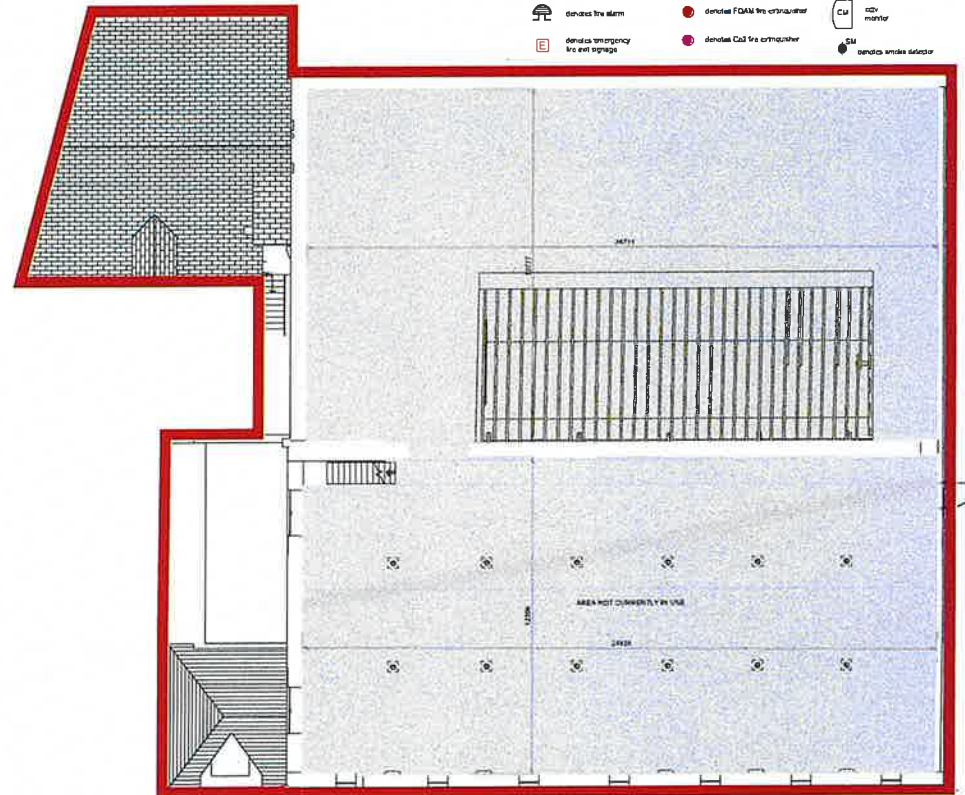 denotes fire alarm
denotes FOAM fire extinguisher
CM
cctv
monitor
E
denotes emergency
fire exit signage
denotes Co2 fire extinguisher
SM
denotes smoke detector
AREA NOT CURRENTLY IN USE